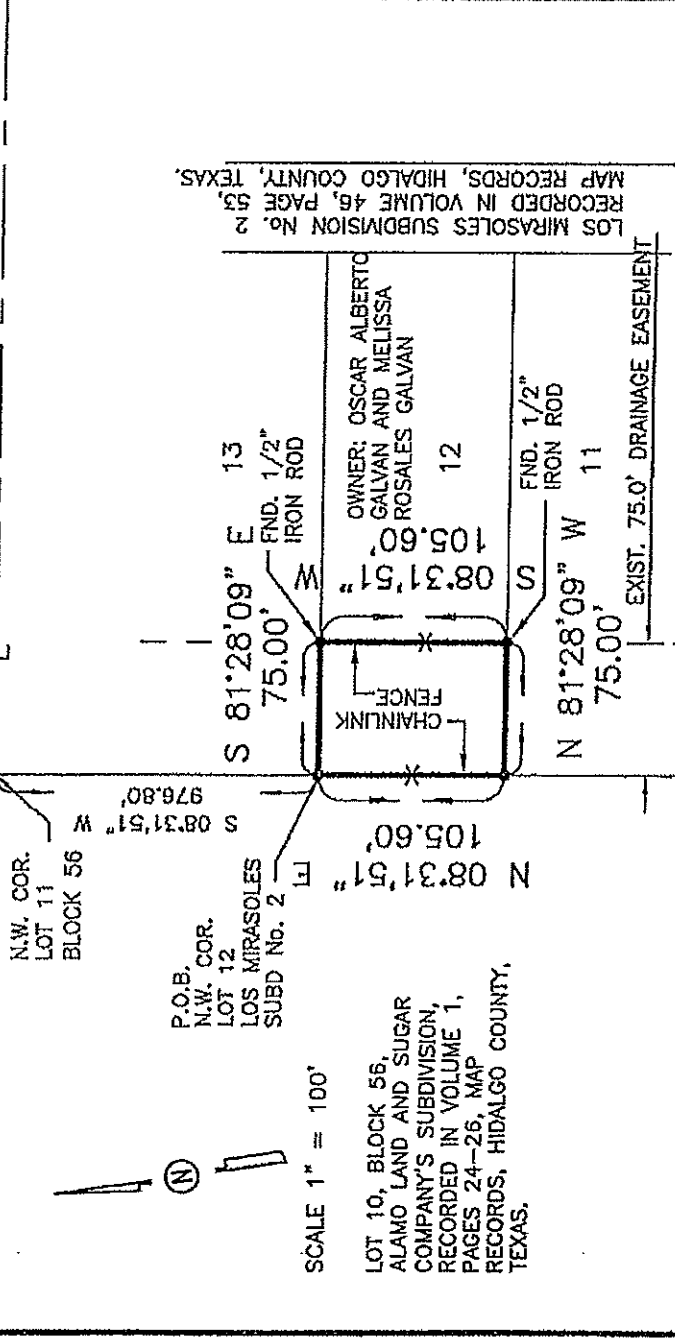 N.W. COR.
LOT 11
BLOCK 56
S 08°31'51" W
976.80'
P.O.B.
N.W. COR.
LOT 12
LOS MIRASOLES
SUBD No. 2
S 81°28'09" E
75.00'
13
FND. 1/2"
IRON ROD
LOS MIRASOLES SUBDIVISION No. 2
RECORDED IN VOLUME 46, PAGE 53,
MAP RECORDS, HIDALGO COUNTY, TEXAS.
N
SCALE 1" = 100'
LOT 10, BLOCK 56,
ALAMO LAND AND SUGAR
COMPANY'S SUBDIVISION,
RECORDED IN VOLUME 1,
PAGES 24-26, MAP
RECORDS, HIDALGO COUNTY,
TEXAS.
N 08°31'51" E
105.60'
CHAINLINK
FENCE
S 08°31'51" W
105.60'
OWNER; OSCAR ALBERTO
GALVAN AND MELISSA
ROSALES GALVAN
12
FND. 1/2"
IRON ROD
11
N 81°28'09" W
75.00'
EXIST. 75.0' DRAINAGE EASEMENT